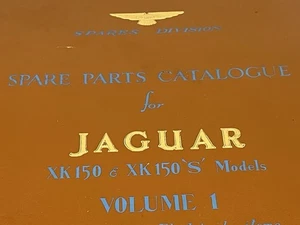 SPARES DIVISION
SPARE PARTS CATALOGUE
for
JAGUAR
XK150 & XK150 'S' Models
VOLUME 1